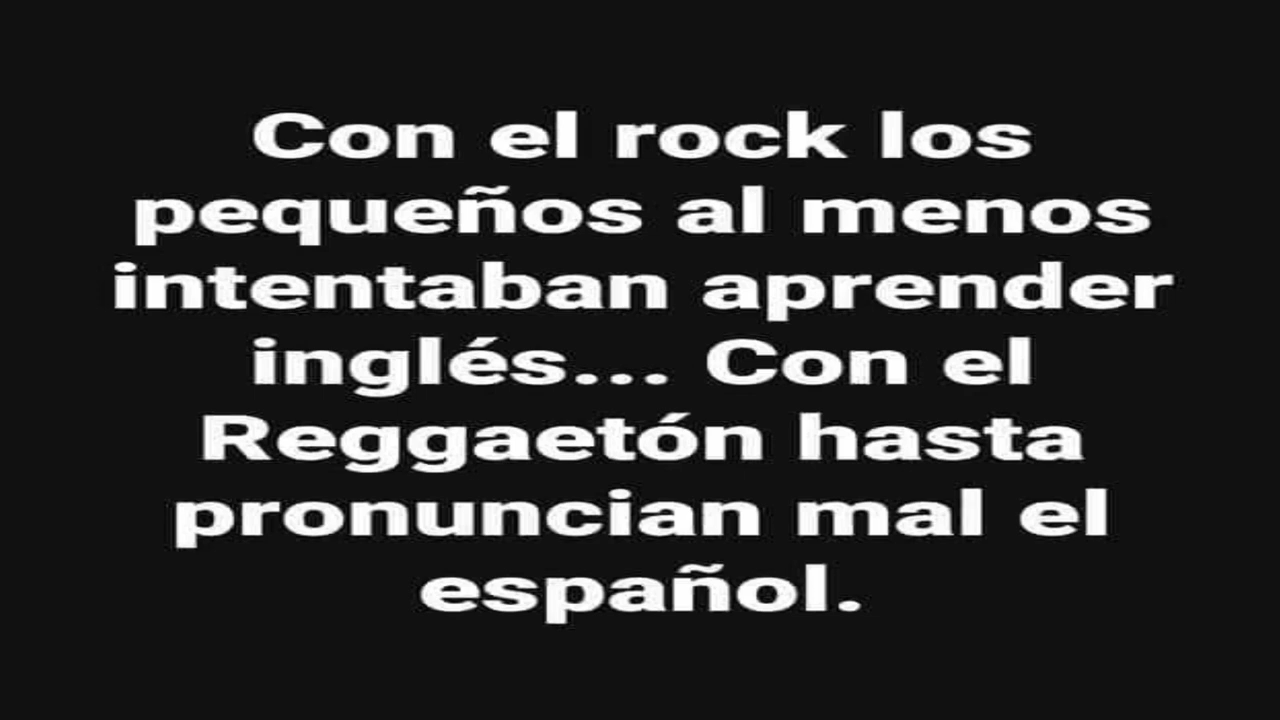 Con el rock los
pequeños al menos
intentaban aprender
inglés... Con el
Reggaetón hasta
pronuncian mal el
español.